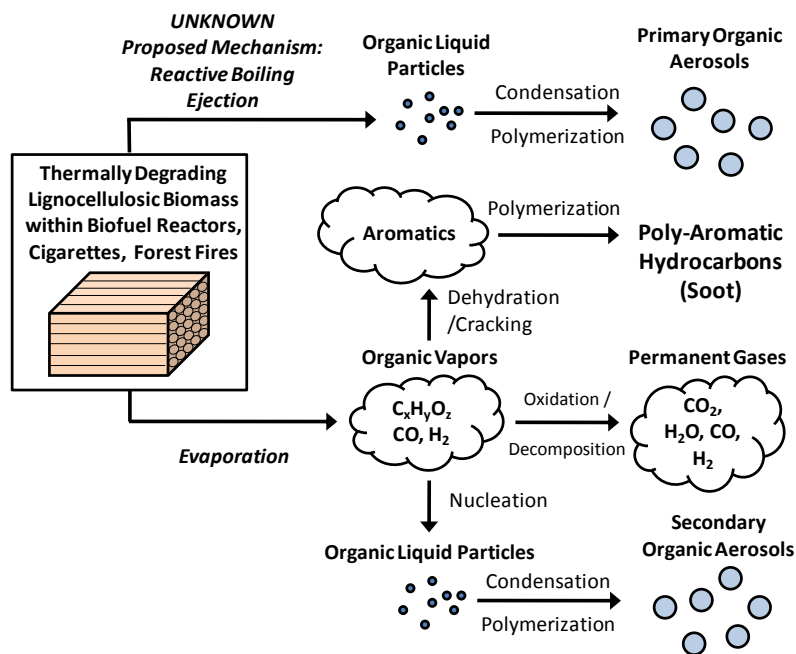 UNKNOWN
Proposed Mechanism:
Reactive Boiling
Ejection
Organic Liquid
Particles
Condensation
Polymerization
Primary Organic
Aerosols
Thermally Degrading
Lignocellulosic Biomass
within Biofuel Reactors,
Cigarettes, Forest Fires
Aromatics
Polymerization
Poly-Aromatic
Hydrocarbons
(Soot)
Dehydration
/Cracking
Organic Vapors
CₓHᵧO_z
CO, H₂
Oxidation /
Decomposition
Permanent Gases
CO₂,
H₂O, CO,
H₂
Evaporation
Nucleation
Organic Liquid Particles
Condensation
Polymerization
Secondary
Organic Aerosols